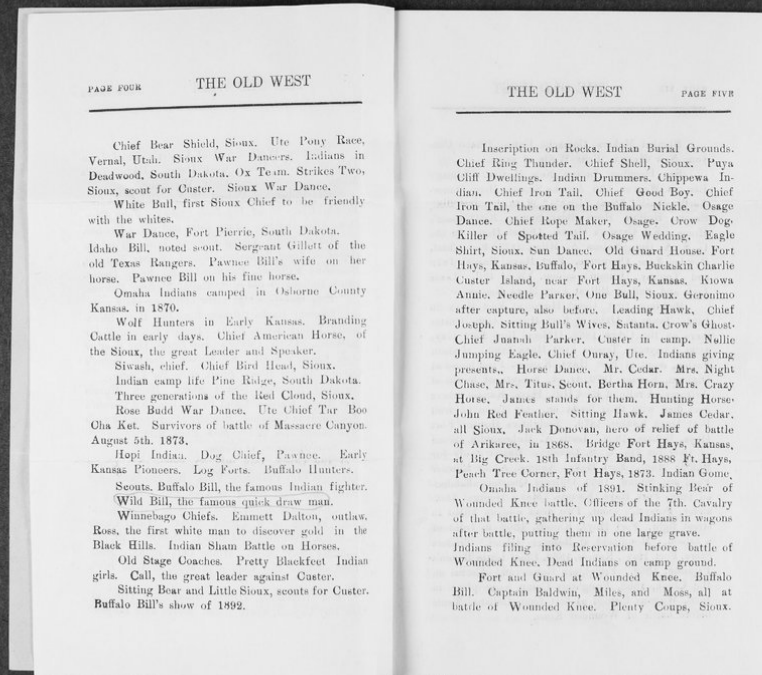 PAGE FOUR THE OLD WEST
Chief Bear Shield, Sioux. Ute Pony Race,
Vernal, Utah. Sioux War Dancers. Indians in
Deadwood, South Dakota. Ox Team. Strikes Two,
Sioux, scout for Custer. Sioux War Dance.
White Bull, first Sioux Chief to be friendly
with the whites.
War Dance, Fort Pierrie, South Dakota.
Idaho Bill, noted scout. Sergeant Gillett of the
old Texas Rangers. Pawnee Bill's wife on her
horse. Pawnee Bill on his fine horse.
Omaha Indians camped in Osborne County
Kansas, in 1870.
Wolf Hunters in Early Kansas. Branding
Cattle in early days. Chief American Horse, of
the Sioux, the great Leader and Speaker.
Siwash, chief. Chief Bird Head, Sioux.
Indian camp life Pine Ridge, South Dakota.
Three generations of the Red Cloud, Sioux.
Rose Budd War Dance. Ute Chief Tar Boo
Cha Ket. Survivors of battle of Massacre Canyon.
August 5th, 1873.
Hopi Indian. Dog Chief, Pawnee. Early
Kansas Pioneers. Log Forts. Buffalo Hunters.
Scouts. Buffalo Bill, the famous Indian fighter.
Wild Bill, the famous quick draw man.
Winnebago Chiefs. Emmett Dalton, outlaw.
Ross, the first white man to discover gold in the
Black Hills. Indian Sham Battle on Horses.
Old Stage Coaches. Pretty Blackfeet Indian
girls. Call, the great leader against Custer.
Sitting Bear and Little Sioux, scouts for Custer.
Buffalo Bill's show of 1892.
THE OLD WEST PAGE FIVE
Inscription on Rocks. Indian Burial Grounds.
Chief Ring Thunder. Chief Shell, Sioux. Puya
Cliff Dwellings. Indian Drummers. Chippewa In-
dian. Chief Iron Tail. Chief Good Boy. Chief
Iron Tail, the one on the Buffalo Nickle. Osage
Dance. Chief Rope Maker, Osage. Crow Dog,
Killer of Spotted Tail. Osage Wedding. Eagle
Shirt, Sioux. Sun Dance. Old Guard House. Fort
Hays, Kansas. Buffalo, Fort Hays. Buckskin Charlie
Custer Island, near Fort Hays, Kansas. Kiowa
Annie. Needle Parker. One Bull, Sioux. Geronimo
after capture, also before. Leading Hawk. Chief
Joseph. Sitting Bull's Wives. Satanta. Crow's Ghost.
Chief Juanah Parker. Custer in camp. Nellie
Jumping Eagle. Chief Ouray, Ute. Indians giving
presents.. Horse Dance. Mr. Cedar. Mrs. Night
Chase, Mrs. Titus, Scout. Bertha Horn, Mrs. Crazy
Horse. James stands for them. Hunting Horse.
John Red Feather. Sitting Hawk. James Cedar,
all Sioux. Jack Donovan, hero of relief of battle
of Arikaree, in 1868. Bridge Fort Hays, Kansas,
at Big Creek. 18th Infantry Band, 1888 Ft. Hays,
Peach Tree Corner, Fort Hays, 1873. Indian Gome.
Omaha Indians of 1891. Stinking Bear of
Wounded Knee battle. Officers of the 7th. Cavalry
of that battle, gathering up dead Indians in wagons
after battle, putting them in one large grave.
Indians filing into Reservation before battle of
Wounded Knee. Dead Indians on camp ground.
Fort and Guard at Wounded Knee. Buffalo
Bill. Captain Baldwin, Miles, and Moss, all at
battle of Wounded Knee. Plenty Coups, Sioux.